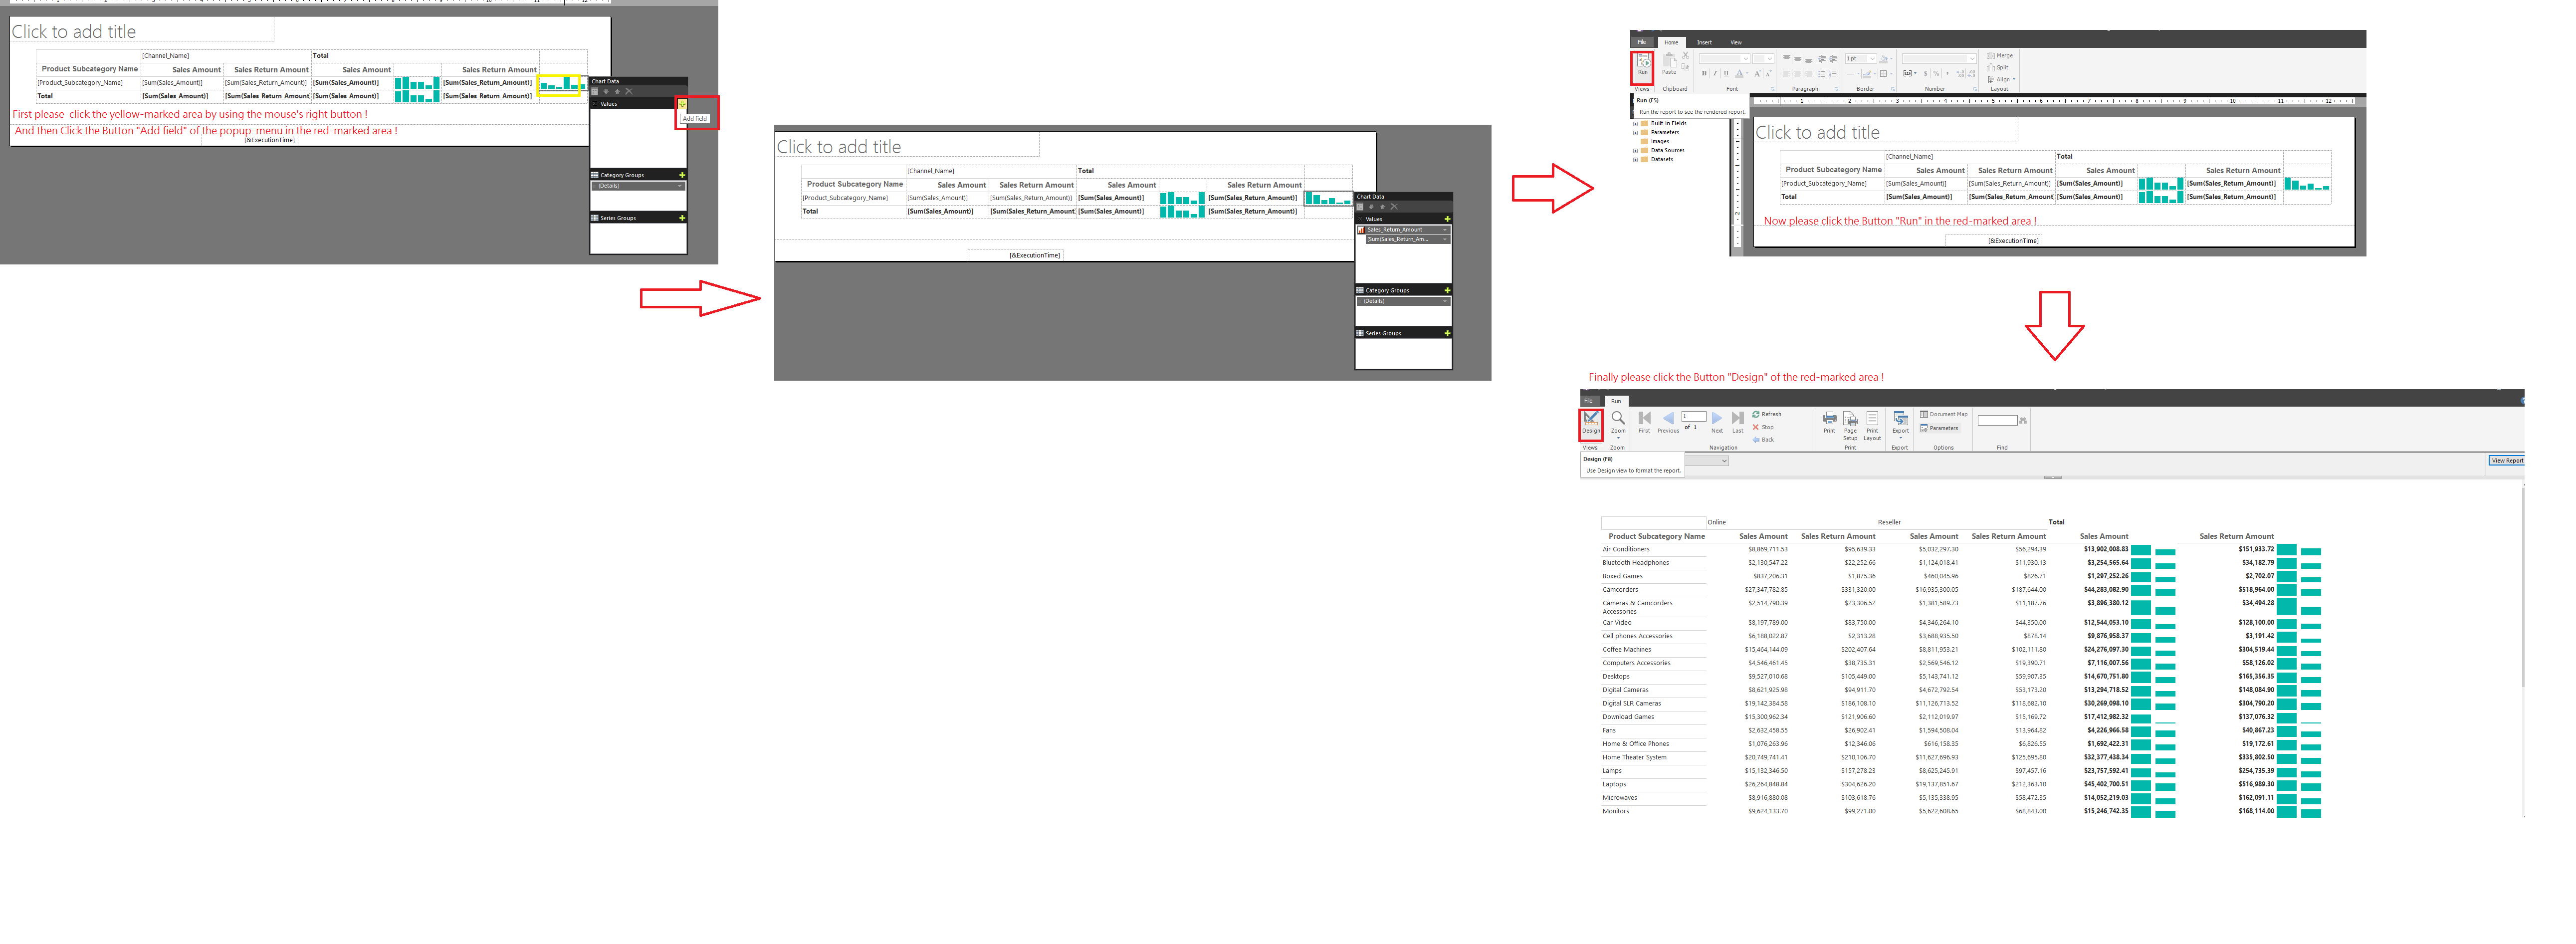 Click to add title
[Channel_Name] Total
Product Subcategory Name Sales Amount Sales Return Amount Sales Amount Sales Return Amount
[Product_Subcategory_Name] [Sum(Sales_Amount)] [Sum(Sales_Return_Amount)] [Sum(Sales_Amount)] [Sum(Sales_Return_Amount)]
Total [Sum(Sales_Amount)] [Sum(Sales_Return_Amount) [Sum(Sales_Amount)] [Sum(Sales_Return_Amount)]
First please click the yellow-marked area by using the mouse's right button !
And then Click the Button "Add field" of the popup-menu in the red-marked area !
[&ExecutionTime]
Chart Data
Values
Add field
Category Groups
(Details)
Series Groups
Click to add title
[Channel_Name] Total
Product Subcategory Name Sales Amount Sales Return Amount Sales Amount Sales Return Amount
[Product_Subcategory_Name] [Sum(Sales_Amount)] [Sum(Sales_Return_Amount)] [Sum(Sales_Amount)] [Sum(Sales_Return_Amount)]
Total [Sum(Sales_Amount)] [Sum(Sales_Return_Amount) [Sum(Sales_Amount)] [Sum(Sales_Return_Amount)]
[&ExecutionTime]
Chart Data
Values
Sales_Return_Amount
[Sum(Sales_Return_Am...
Category Groups
(Details)
Series Groups
File Home Insert View
Run Paste 1 pt Merge
Split
Align
Views Clipboard Font Paragraph Border Number Layout
Run (F5)
Run the report to see the rendered report.
Built-in Fields
Parameters
Images
Data Sources
Datasets
Click to add title
[Channel_Name] Total
Product Subcategory Name Sales Amount Sales Return Amount Sales Amount Sales Return Amount
[Product_Subcategory_Name] [Sum(Sales_Amount)] [Sum(Sales_Return_Amount)] [Sum(Sales_Amount)] [Sum(Sales_Return_Amount)]
Total [Sum(Sales_Amount)] [Sum(Sales_Return_Amount) [Sum(Sales_Amount)] [Sum(Sales_Return_Amount)]
Now please click the Button "Run" in the red-marked area !
[&ExecutionTime]
Finally please click the Button "Design" of the red-marked area !
File Run
Design Zoom First Previous 1 of 1 Next Last Refresh Stop Back Print Page Setup Print Layout Export Document Map Parameters
Views Zoom Navigation Print Export Options Find
Design (F8)
Use Design view to format the report.
View Report
Online Reseller Total
Product Subcategory Name Sales Amount Sales Return Amount Sales Amount Sales Return Amount Sales Amount Sales Return Amount
Air Conditioners $8,869,711.53 $95,639.33 $5,032,297.30 $56,294.39 $13,902,008.83 $151,933.72
Bluetooth Headphones $2,130,547.22 $22,252.66 $1,124,018.41 $11,930.13 $3,254,565.64 $34,182.79
Boxed Games $837,206.31 $1,875.36 $460,045.96 $826.71 $1,297,252.26 $2,702.07
Camcorders $27,347,782.85 $331,320.00 $16,935,300.05 $187,644.00 $44,283,082.90 $518,964.00
Cameras & Camcorders Accessories $2,514,790.39 $23,306.52 $1,381,589.73 $11,187.76 $3,896,380.12 $34,494.28
Car Video $8,197,789.00 $83,750.00 $4,346,264.10 $44,350.00 $12,544,053.10 $128,100.00
Cell phones Accessories $6,188,022.87 $2,313.28 $3,688,935.50 $878.14 $9,876,958.37 $3,191.42
Coffee Machines $15,464,144.09 $202,407.64 $8,811,953.21 $102,111.80 $24,276,097.30 $304,519.44
Computers Accessories $4,546,461.45 $38,735.31 $2,569,546.12 $19,390.71 $7,116,007.56 $58,126.02
Desktops $9,527,010.68 $105,449.00 $5,143,741.12 $59,907.35 $14,670,751.80 $165,356.35
Digital Cameras $8,621,925.98 $94,911.70 $4,672,792.54 $53,173.20 $13,294,718.52 $148,084.90
Digital SLR Cameras $19,142,384.58 $186,108.10 $11,126,713.52 $118,682.10 $30,269,098.10 $304,790.20
Download Games $15,300,962.34 $121,906.60 $2,112,019.97 $15,169.72 $17,412,982.32 $137,076.32
Fans $2,632,458.55 $26,902.41 $1,594,508.04 $13,964.82 $4,226,966.58 $40,867.23
Home & Office Phones $1,076,263.96 $12,346.06 $616,158.35 $6,826.55 $1,692,422.31 $19,172.61
Home Theater System $20,749,741.41 $210,106.70 $11,627,696.93 $125,695.80 $32,377,438.34 $335,802.50
Lamps $15,132,346.50 $157,278.23 $8,625,245.91 $97,457.16 $23,757,592.41 $254,735.39
Laptops $26,264,848.84 $304,626.20 $19,137,851.67 $212,363.10 $45,402,700.51 $516,989.30
Microwaves $8,916,880.08 $103,618.76 $5,135,338.95 $58,472.35 $14,052,219.03 $162,091.11
Monitors $9,624,133.70 $99,271.00 $5,622,608.65 $68,843.00 $15,246,742.35 $168,114.00